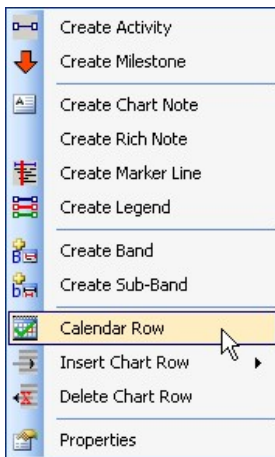 Create Activity
Create Milestone
Create Chart Note
Create Rich Note
Create Marker Line
Create Legend
Create Band
Create Sub-Band
Calendar Row
Insert Chart Row
Delete Chart Row
Properties